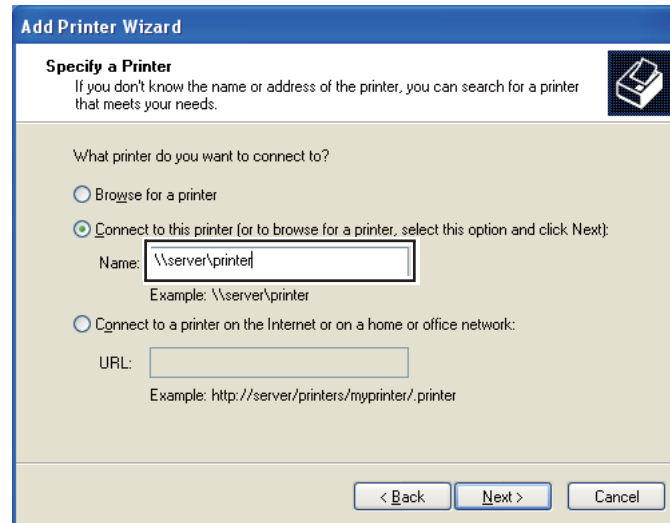 Add Printer Wizard
Specify a Printer
If you don't know the name or address of the printer, you can search for a printer
that meets your needs.
What printer do you want to connect to?
Browse for a printer
Connect to this printer (or to browse for a printer, select this option and click Next):
Name: \\server\printer
Example: \\server\printer
Connect to a printer on the Internet or on a home or office network:
URL:
Example: http://server/printers/myprinter/.printer
< Back Next > Cancel